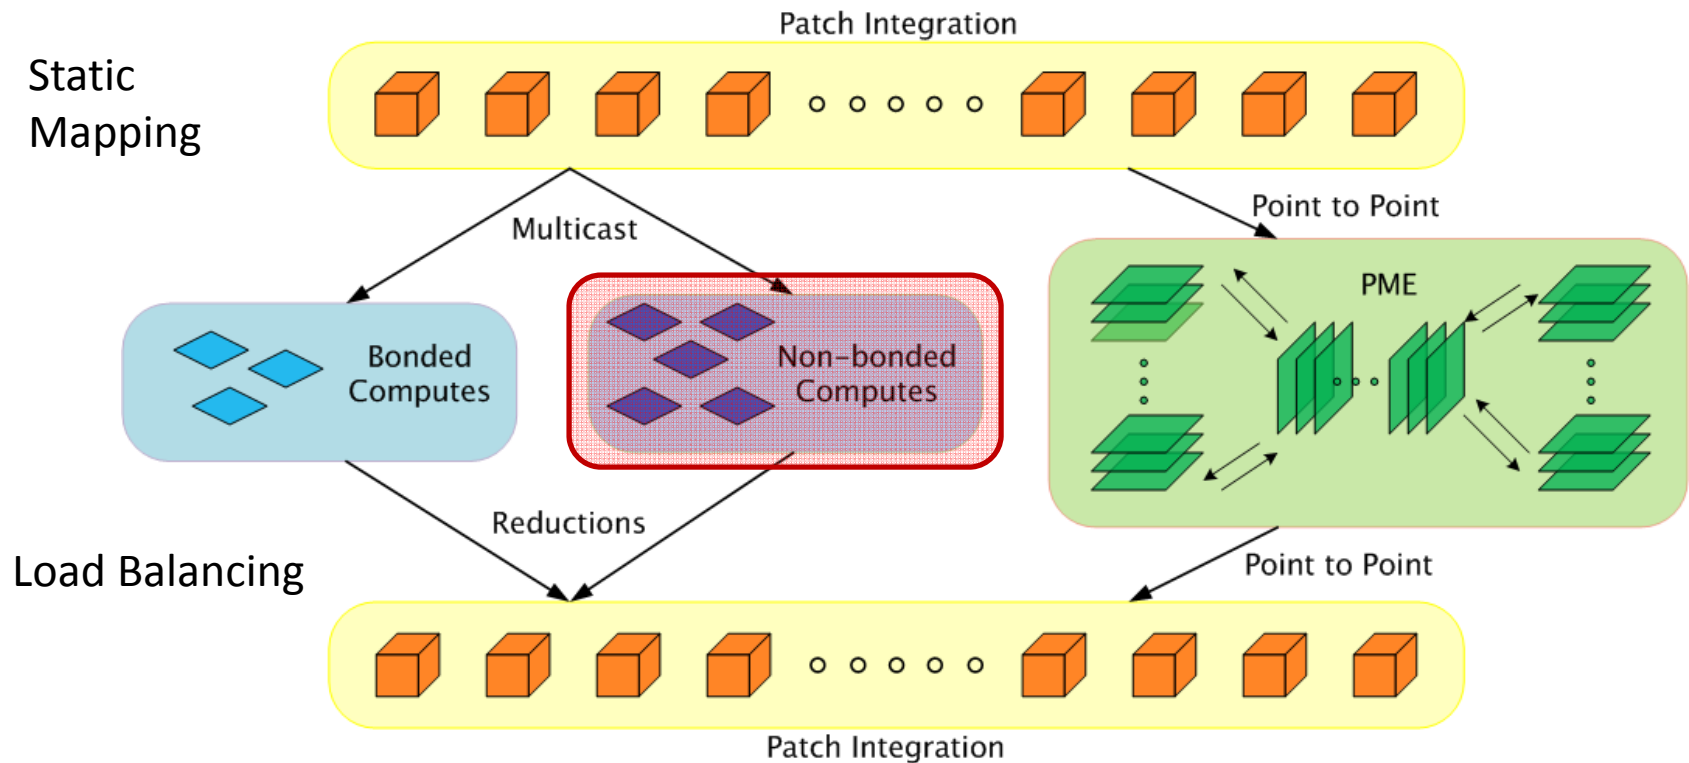 Patch Integration
Static
Mapping
Point to Point
Multicast
PME
Bonded
Computes
Non-bonded
Computes
Reductions
Load Balancing
Point to Point
Patch Integration